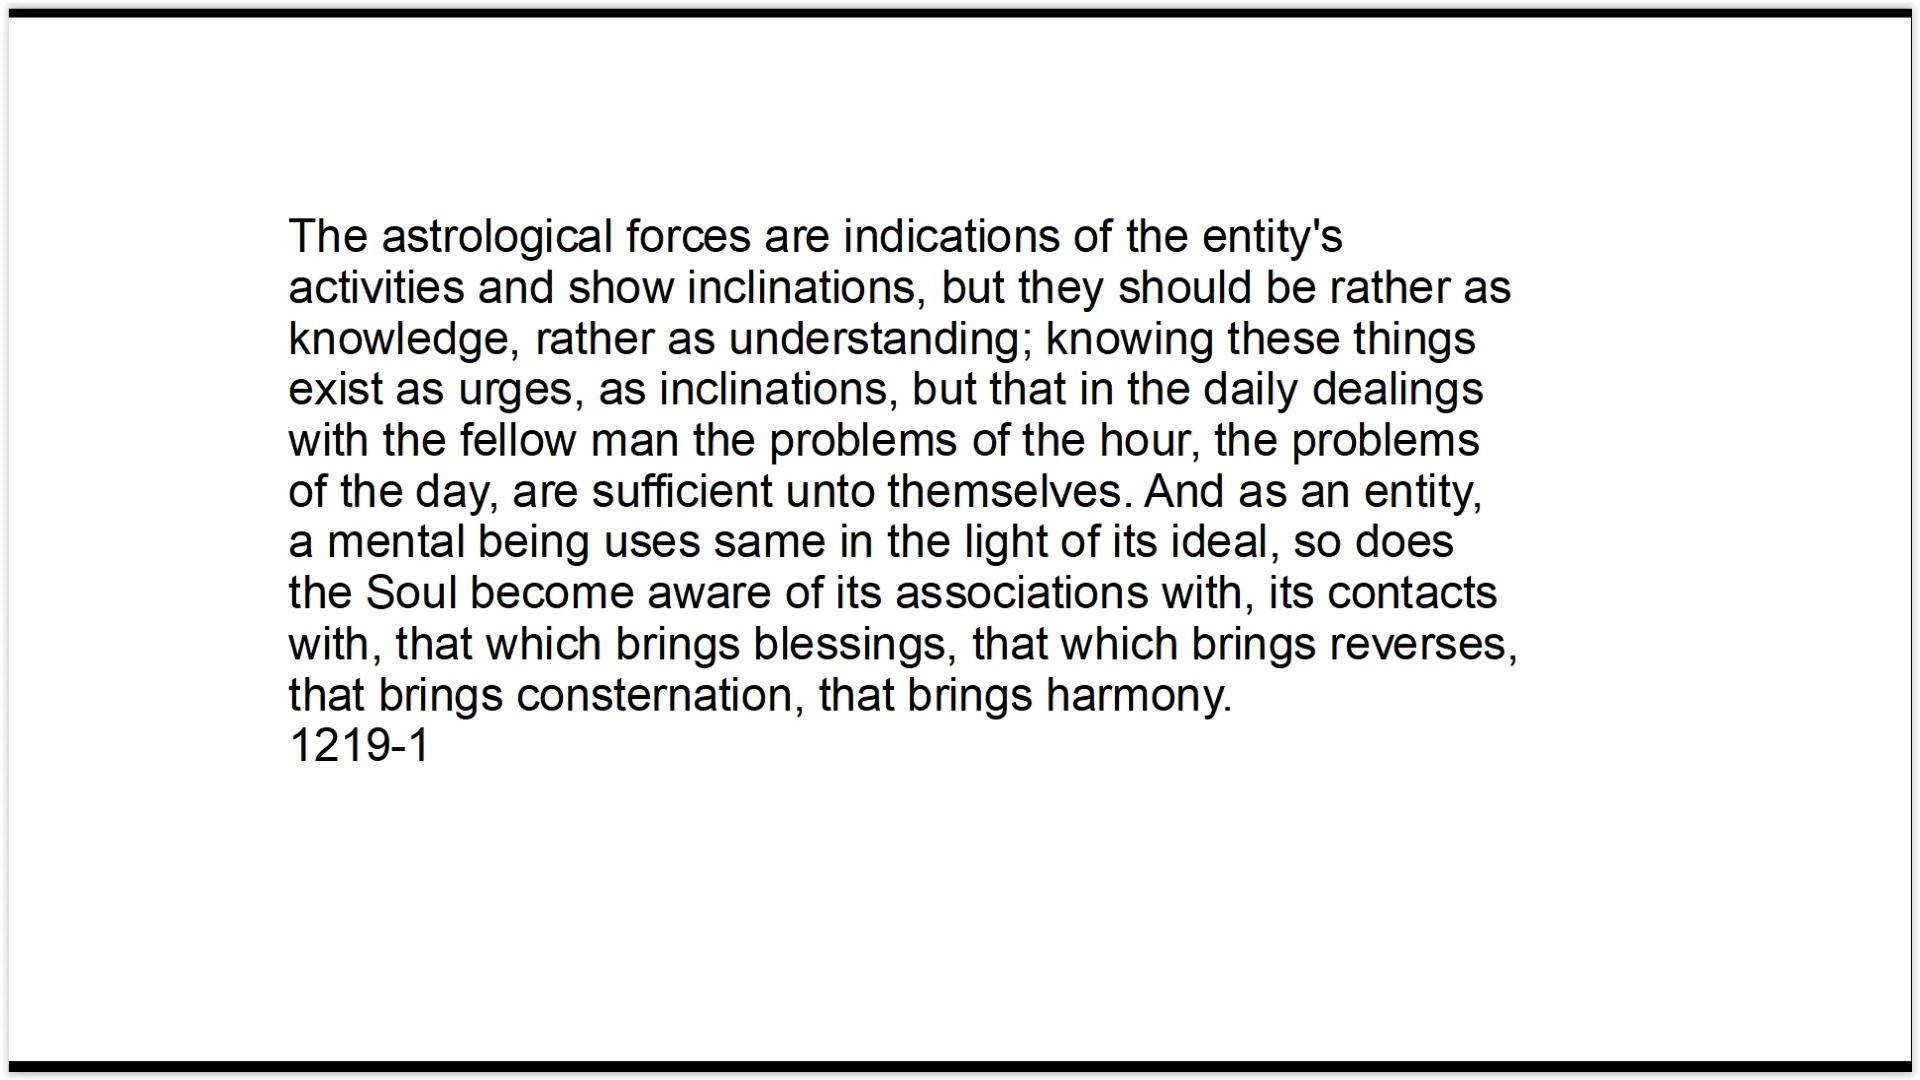 The astrological forces are indications of the entity's
activities and show inclinations, but they should be rather as
knowledge, rather as understanding; knowing these things
exist as urges, as inclinations, but that in the daily dealings
with the fellow man the problems of the hour, the problems
of the day, are sufficient unto themselves. And as an entity,
a mental being uses same in the light of its ideal, so does
the Soul become aware of its associations with, its contacts
with, that which brings blessings, that which brings reverses,
that brings consternation, that brings harmony.
1219-1